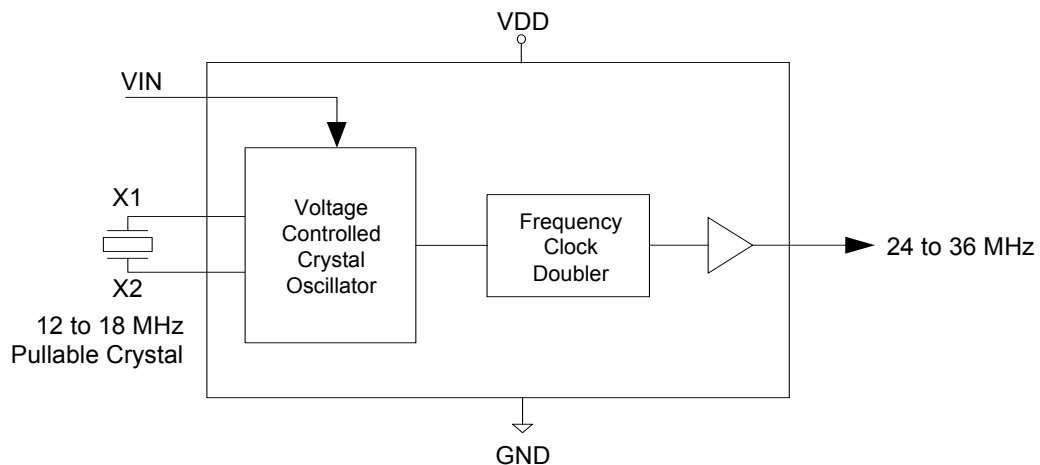 VDD
VIN
X1
X2
12 to 18 MHz
Pullable Crystal
Voltage
Controlled
Crystal
Oscillator
Frequency
Clock
Doubler
24 to 36 MHz
GND